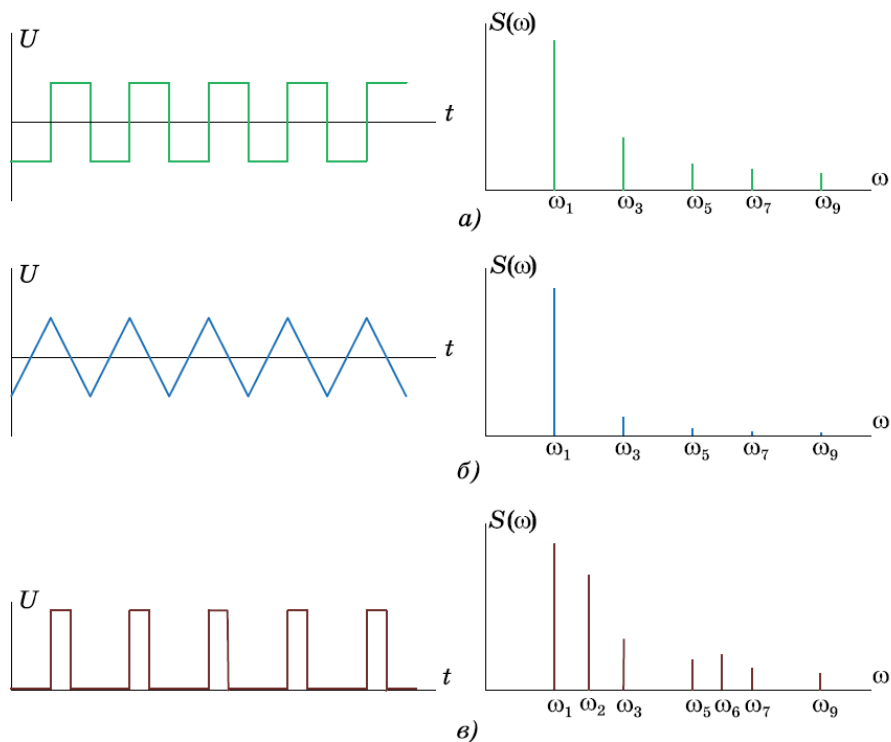 U
t
S(ω)
ω
ω₁ ω₃ ω₅ ω₇ ω₉
а)
U
t
S(ω)
ω
ω₁ ω₃ ω₅ ω₇ ω₉
б)
U
t
S(ω)
ω
ω₁ ω₂ ω₃ ω₅ ω₆ ω₇ ω₉
в)